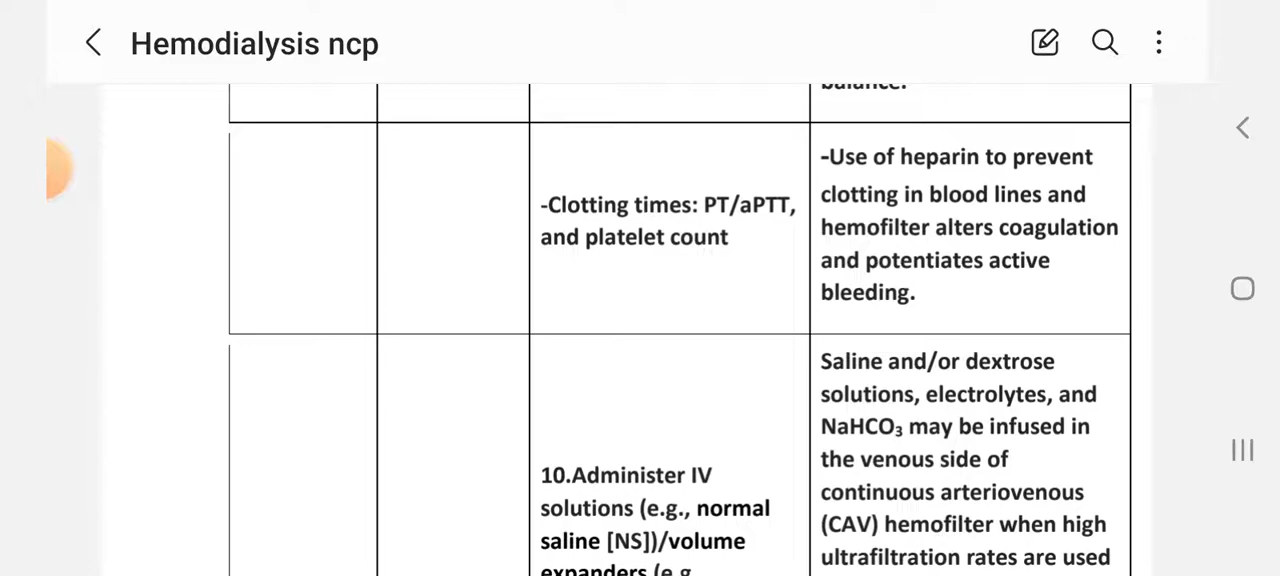 Hemodialysis ncp
balance.
-Clotting times: PT/aPTT,
and platelet count
-Use of heparin to prevent
clotting in blood lines and
hemofilter alters coagulation
and potentiates active
bleeding.
10.Administer IV
solutions (e.g., normal
saline [NS])/volume
expanders (e.g.
Saline and/or dextrose
solutions, electrolytes, and
NaHCO₃ may be infused in
the venous side of
continuous arteriovenous
(CAV) hemofilter when high
ultrafiltration rates are used